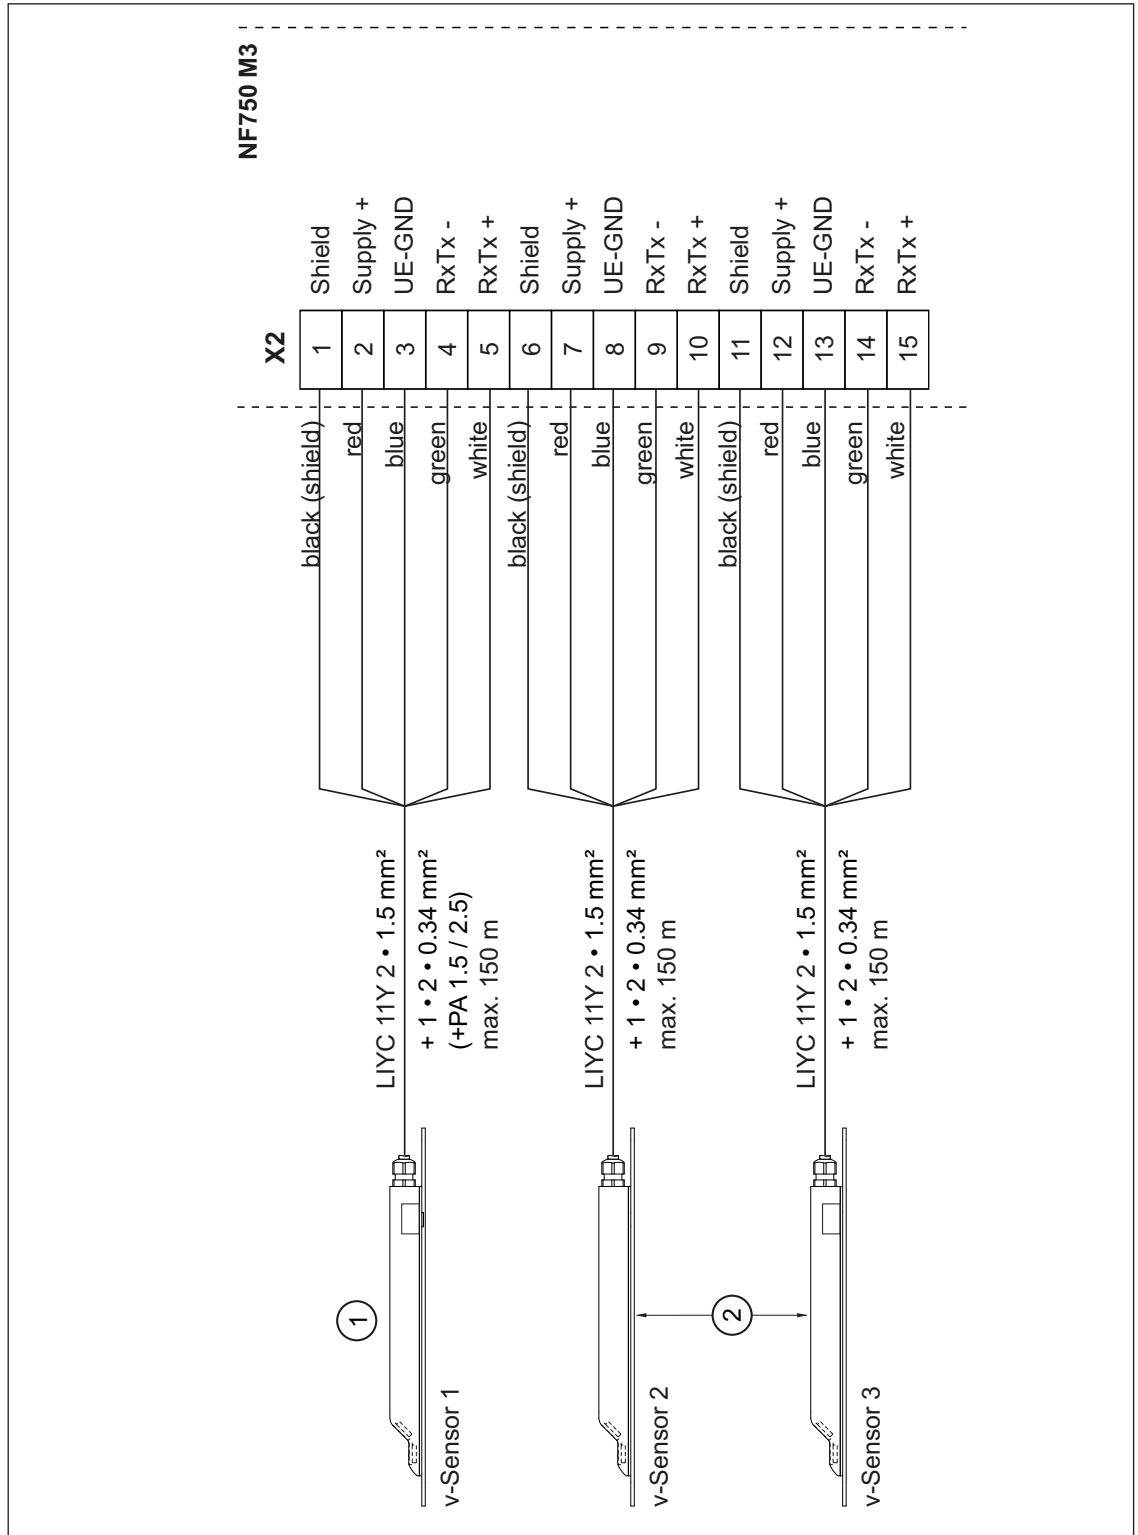 NF750 M3
X2
Shield
Supply +
UE-GND
RxTx -
RxTx +
Shield
Supply +
UE-GND
RxTx -
RxTx +
Shield
Supply +
UE-GND
RxTx -
RxTx +
1
2
3
4
5
6
7
8
9
10
11
12
13
14
15
black (shield)
red
blue
green
white
black (shield)
red
blue
green
white
black (shield)
red
blue
green
white
LIYC 11Y 2 • 1.5 mm²
+ 1 • 2 • 0.34 mm²
(+PA 1.5 / 2.5)
max. 150 m
LIYC 11Y 2 • 1.5 mm²
+ 1 • 2 • 0.34 mm²
max. 150 m
LIYC 11Y 2 • 1.5 mm²
+ 1 • 2 • 0.34 mm²
max. 150 m
1
2
v-Sensor 1
v-Sensor 2
v-Sensor 3